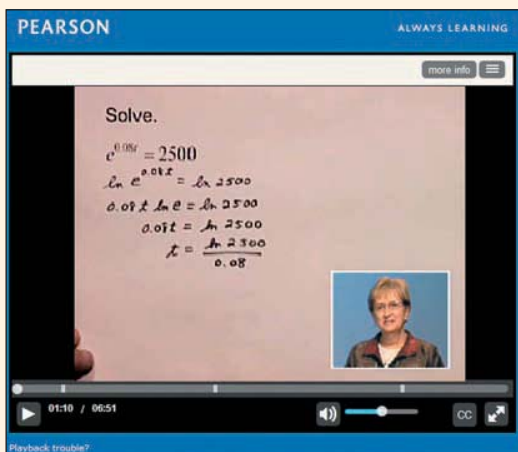 PEARSON
ALWAYS LEARNING
more info
Solve.
e^{0.08t} = 2500
ln e^{0.08t} = ln 2500
0.08t ln e = ln 2500
0.08t = ln 2500
t = \frac{ln 2500}{0.08}
01:10 / 06:51
CC
Playback trouble?